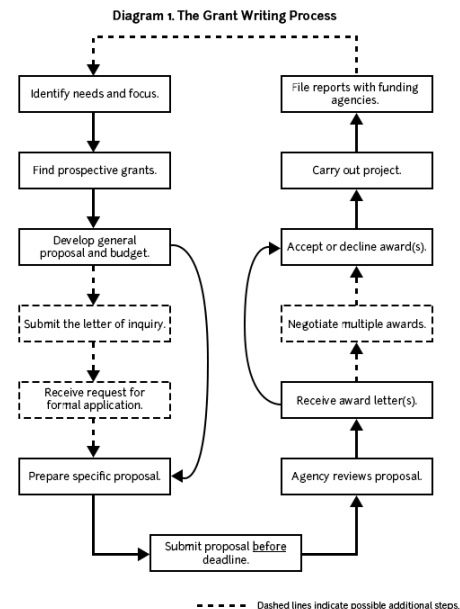 Diagram 1. The Grant Writing Process
Identify needs and focus.
Find prospective grants.
Develop general
proposal and budget.
Submit the letter of inquiry.
Receive request for
formal application.
Prepare specific proposal.
Submit proposal before
deadline.
Agency reviews proposal.
Receive award letter(s).
Negotiate multiple awards.
Accept or decline award(s).
Carry out project.
File reports with funding
agencies.
Dashed lines indicate possible additional steps.